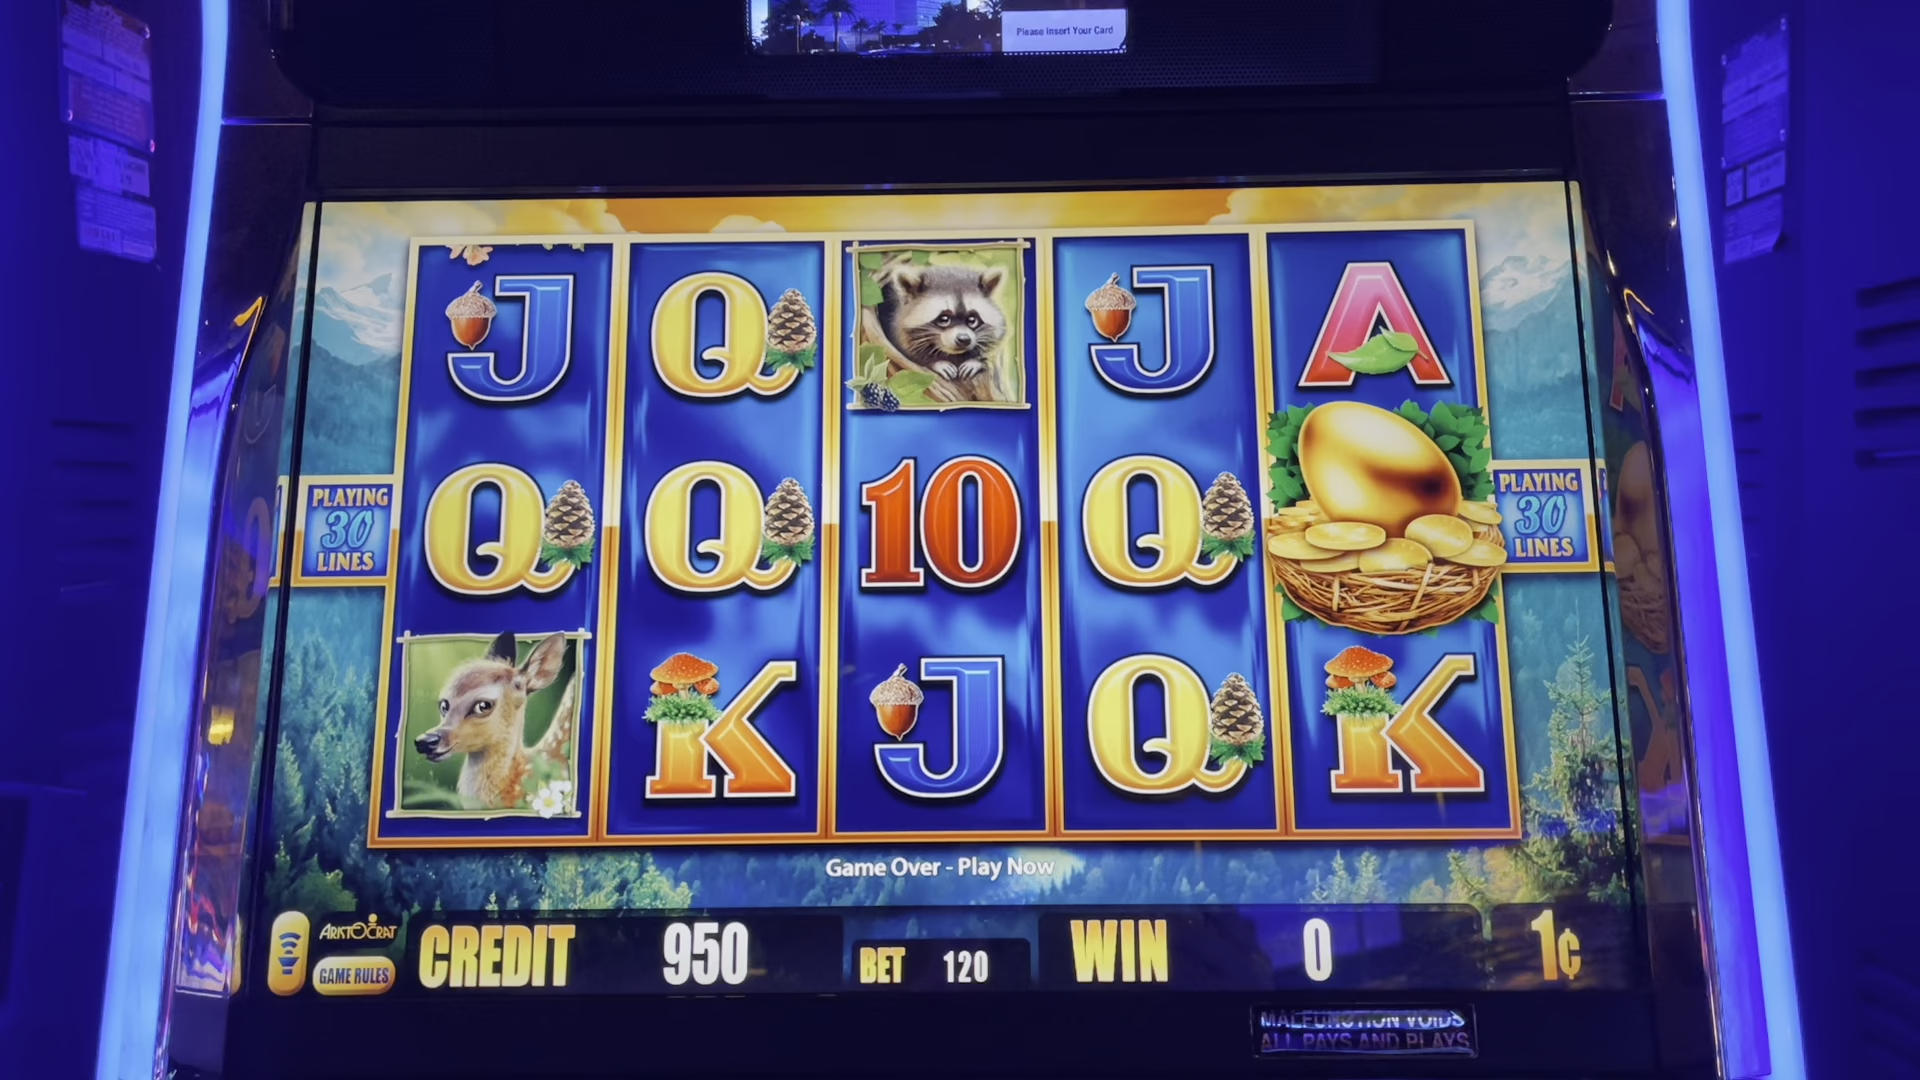 Please Insert Your Card
J Q J A
PLAYING
30
LINES
Q Q 10 Q
PLAYING
30
LINES
K J Q K
Game Over - Play Now
ARISTOCRAT
GAME RULES
CREDIT 950
BET 120
WIN 0
1¢
MALFUNCTION VOIDS
ALL PAYS AND PLAYS